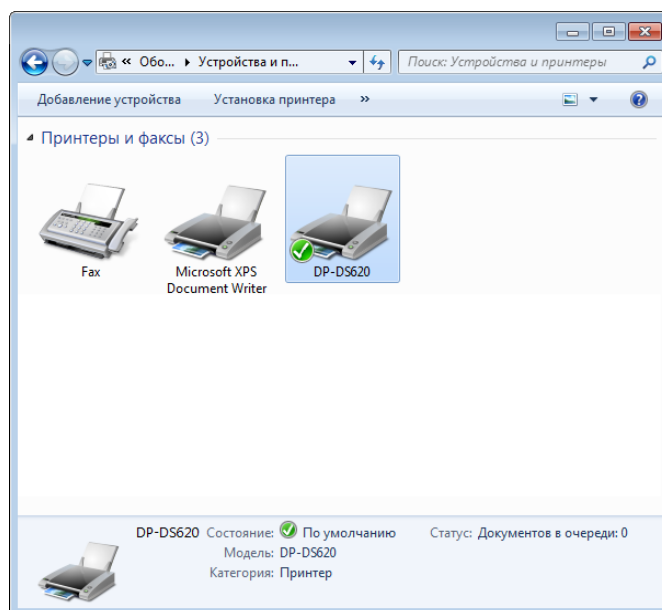 « Обо... Устройства и п... Поиск: Устройства и принтеры
Добавление устройства Установка принтера »
Принтеры и факсы (3)
Fax
Microsoft XPS
Document Writer
DP-DS620
DP-DS620 Состояние: По умолчанию Статус: Документов в очереди: 0
Модель: DP-DS620
Категория: Принтер